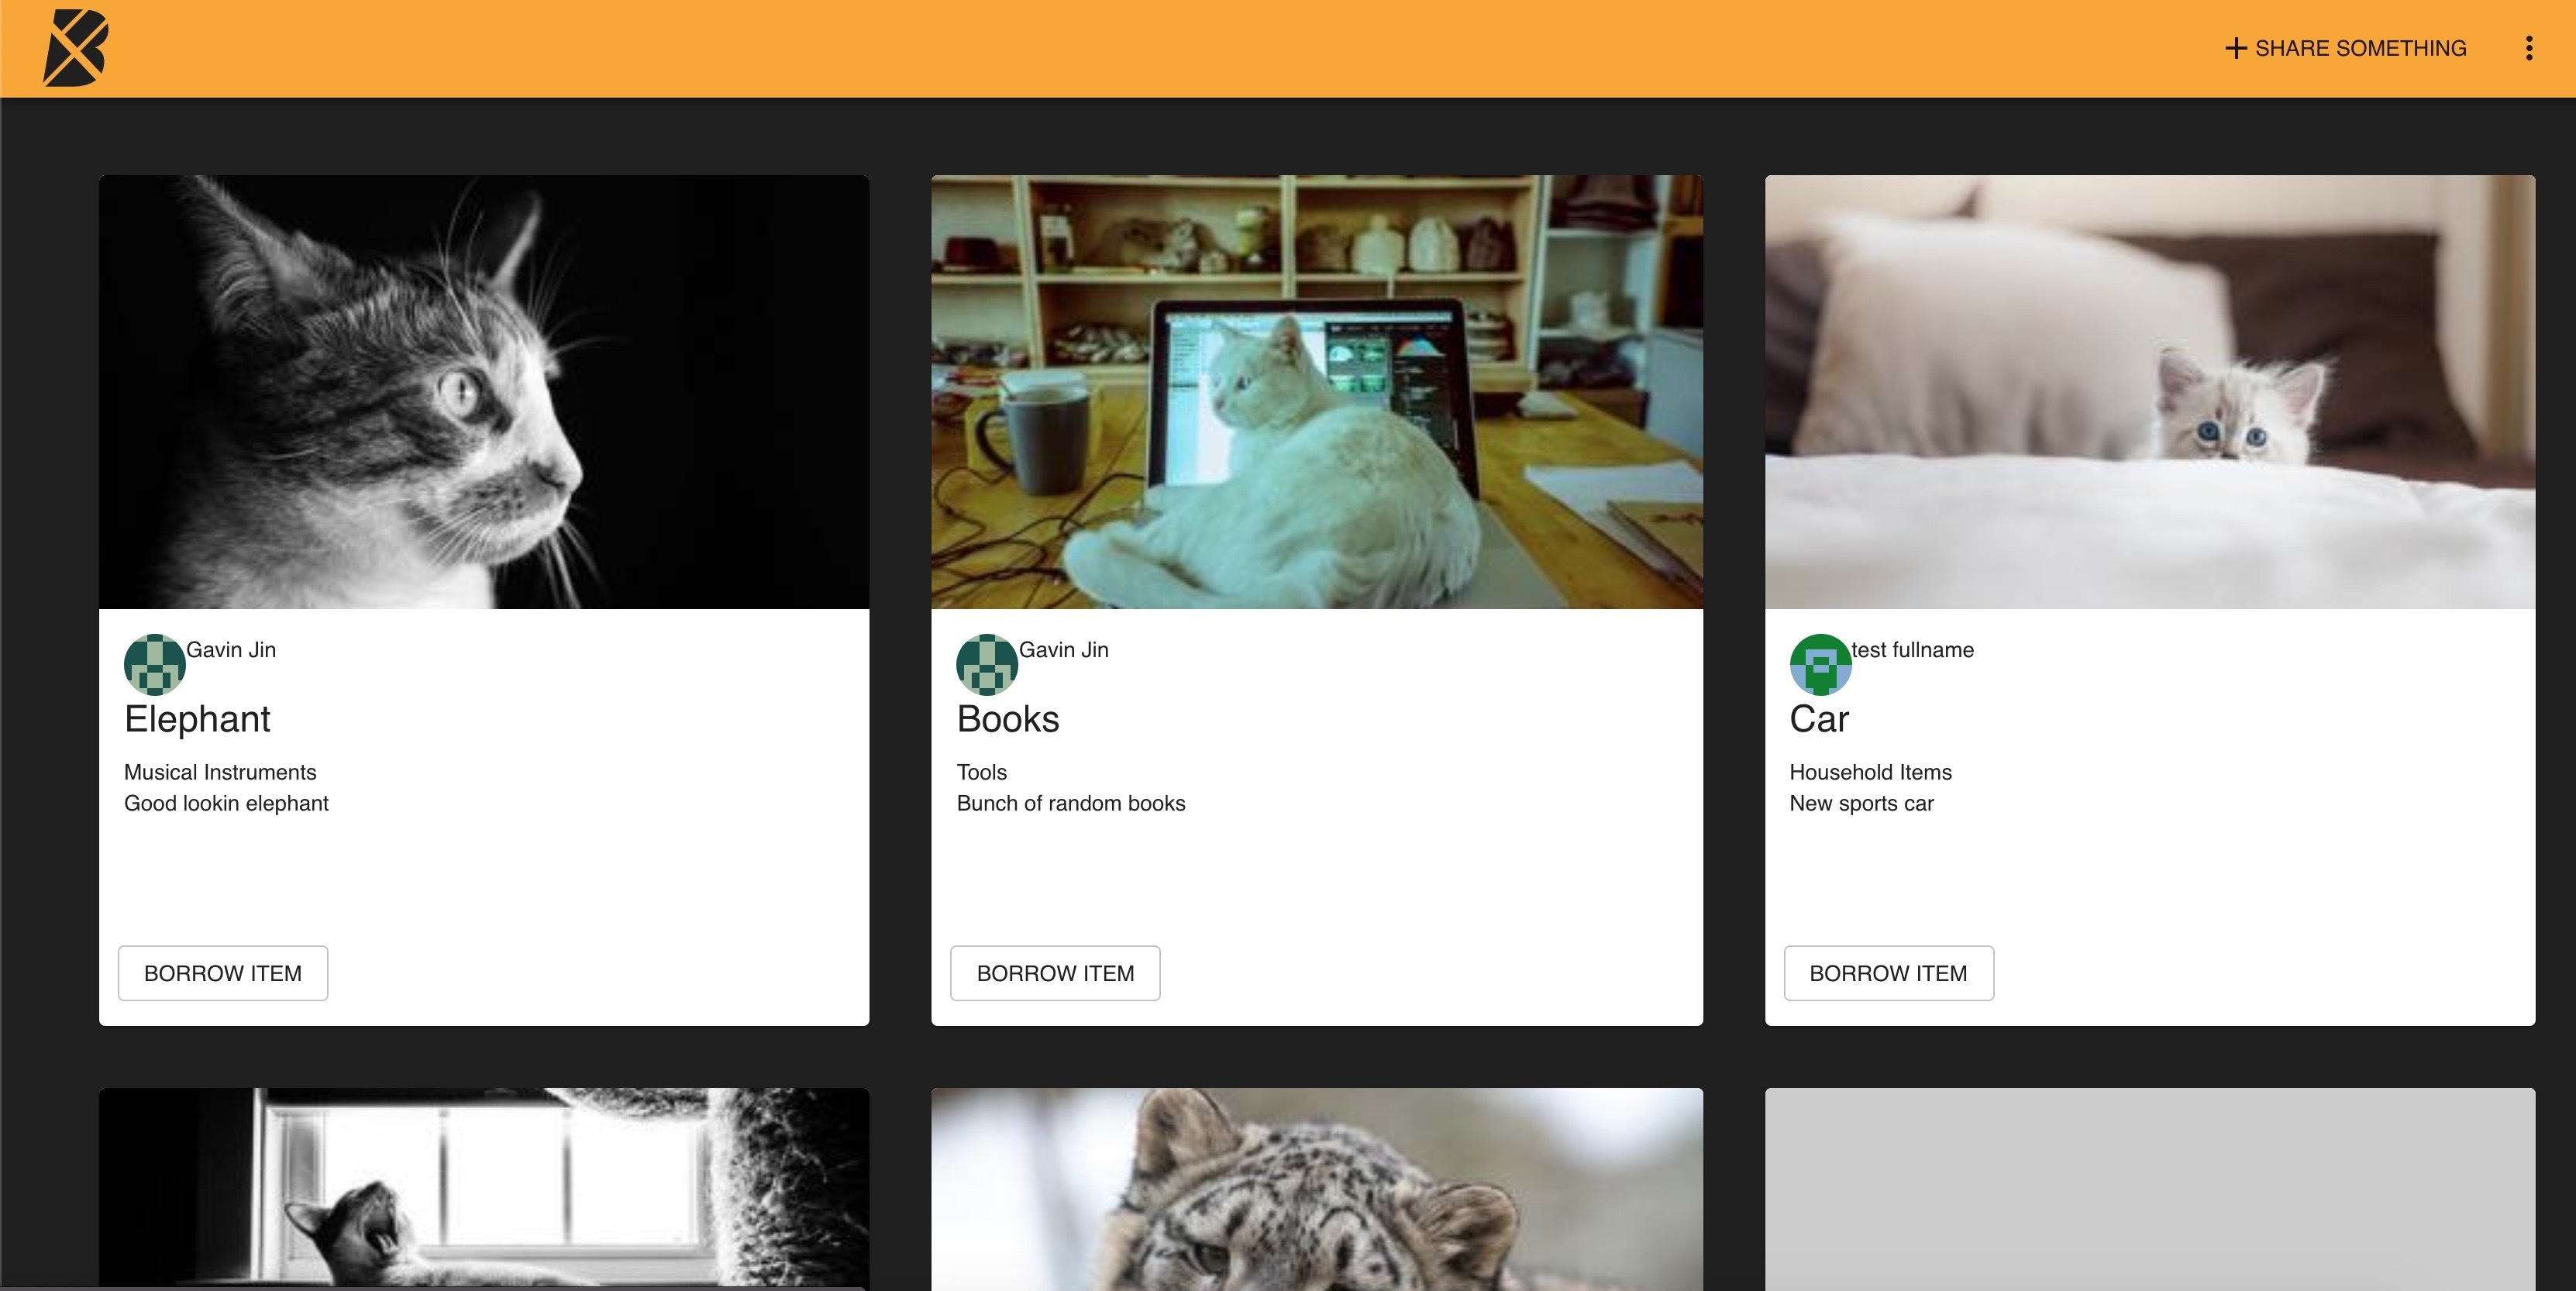 SHARE SOMETHING
Gavin Jin
Elephant
Musical Instruments
Good lookin elephant
BORROW ITEM
Gavin Jin
Books
Tools
Bunch of random books
BORROW ITEM
test fullname
Car
Household Items
New sports car
BORROW ITEM